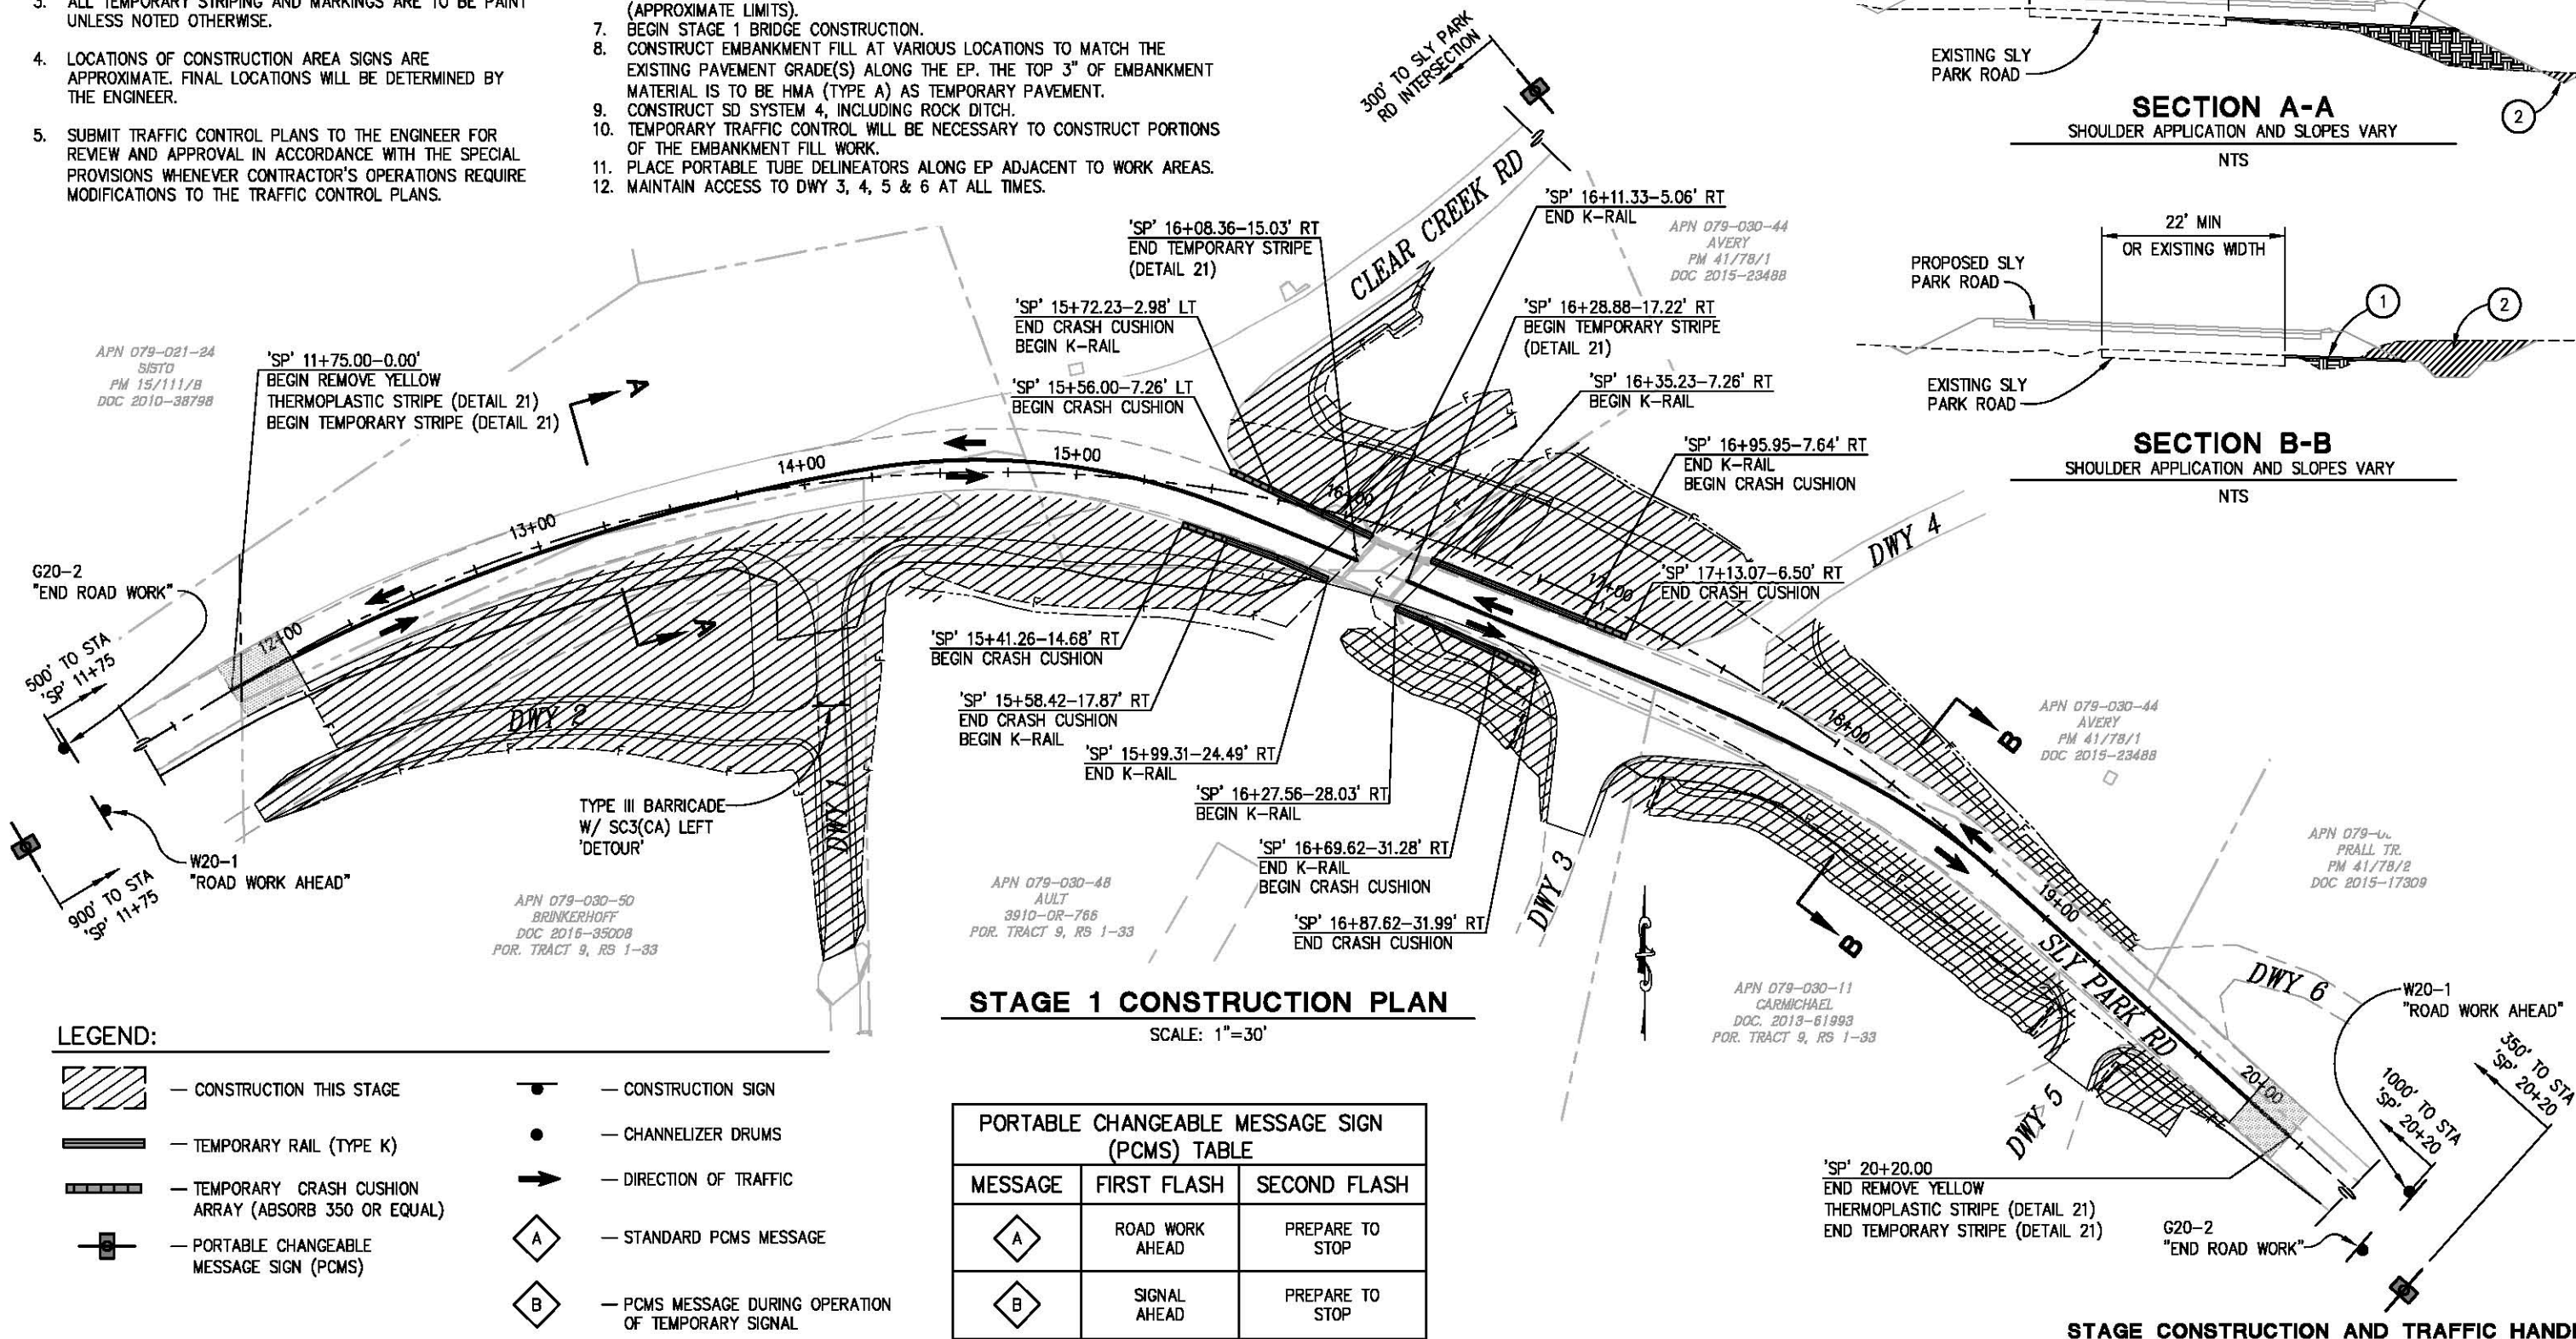 3. ALL TEMPORARY STRIPING AND MARKINGS ARE TO BE PAINT
UNLESS NOTED OTHERWISE.
4. LOCATIONS OF CONSTRUCTION AREA SIGNS ARE
APPROXIMATE. FINAL LOCATIONS WILL BE DETERMINED BY
THE ENGINEER.
5. SUBMIT TRAFFIC CONTROL PLANS TO THE ENGINEER FOR
REVIEW AND APPROVAL IN ACCORDANCE WITH THE SPECIAL
PROVISIONS WHENEVER CONTRACTOR'S OPERATIONS REQUIRE
MODIFICATIONS TO THE TRAFFIC CONTROL PLANS.
(APPROXIMATE LIMITS).
7. BEGIN STAGE 1 BRIDGE CONSTRUCTION.
8. CONSTRUCT EMBANKMENT FILL AT VARIOUS LOCATIONS TO MATCH THE
EXISTING PAVEMENT GRADE(S) ALONG THE EP. THE TOP 3" OF EMBANKMENT
MATERIAL IS TO BE HMA (TYPE A) AS TEMPORARY PAVEMENT.
9. CONSTRUCT SD SYSTEM 4, INCLUDING ROCK DITCH.
10. TEMPORARY TRAFFIC CONTROL WILL BE NECESSARY TO CONSTRUCT PORTIONS
OF THE EMBANKMENT FILL WORK.
11. PLACE PORTABLE TUBE DELINEATORS ALONG EP ADJACENT TO WORK AREAS.
12. MAINTAIN ACCESS TO DWY 3, 4, 5 & 6 AT ALL TIMES.
300' TO SLY PARK
RD INTERSECTION
CLEAR CREEK RD
EXISTING SLY
PARK ROAD
2
SECTION A-A
SHOULDER APPLICATION AND SLOPES VARY
NTS
22' MIN
OR EXISTING WIDTH
PROPOSED SLY
PARK ROAD
1
2
EXISTING SLY
PARK ROAD
SECTION B-B
SHOULDER APPLICATION AND SLOPES VARY
NTS
APN 079-021-24
SISTO
PM 15/111/B
DOC 2010-38798
'SP' 11+75.00-0.00'
BEGIN REMOVE YELLOW
THERMOPLASTIC STRIPE (DETAIL 21)
BEGIN TEMPORARY STRIPE (DETAIL 21)
A
A
'SP' 16+08.36-15.03' RT
END TEMPORARY STRIPE
(DETAIL 21)
'SP' 15+72.23-2.98' LT
END CRASH CUSHION
BEGIN K-RAIL
'SP' 15+56.00-7.26' LT
BEGIN CRASH CUSHION
'SP' 16+11.33-5.06' RT
END K-RAIL
APN 079-030-44
AVERY
PM 41/78/1
DOC 2015-23488
'SP' 16+28.88-17.22' RT
BEGIN TEMPORARY STRIPE
(DETAIL 21)
'SP' 16+35.23-7.26' RT
BEGIN K-RAIL
'SP' 16+95.95-7.64' RT
END K-RAIL
BEGIN CRASH CUSHION
'SP' 17+13.07-6.50' RT
END CRASH CUSHION
12+00
13+00
14+00
15+00
16+00
17+00
18+00
19+00
20+00
DWY 4
G20-2
"END ROAD WORK"
500' TO STA
'SP' 11+75
W20-1
"ROAD WORK AHEAD"
900' TO STA
'SP' 11+75
DWY 2
DWY 1
TYPE III BARRICADE
W/ SC3(CA) LEFT
'DETOUR'
APN 079-030-50
BRINKERHOFF
DOC 2016-35008
POR. TRACT 9, RS 1-33
'SP' 15+41.26-14.68' RT
BEGIN CRASH CUSHION
'SP' 15+58.42-17.87' RT
END CRASH CUSHION
BEGIN K-RAIL
'SP' 15+99.31-24.49' RT
END K-RAIL
'SP' 16+27.56-28.03' RT
BEGIN K-RAIL
'SP' 16+69.62-31.28' RT
END K-RAIL
BEGIN CRASH CUSHION
'SP' 16+87.62-31.99' RT
END CRASH CUSHION
APN 079-030-48
AULT
3910-OR-766
POR. TRACT 9, RS 1-33
DWY 3
B
B
APN 079-030-44
AVERY
PM 41/78/1
DOC 2015-23488
APN 079-0
PRALL TR.
PM 41/78/2
DOC 2015-17309
APN 079-030-11
CARMICHAEL
DOC. 2013-61993
POR. TRACT 9, RS 1-33
SLY PARK RD
DWY 5
DWY 6
W20-1
"ROAD WORK AHEAD"
350' TO STA
'SP' 20+20
1000' TO STA
'SP' 20+20
'SP' 20+20.00
END REMOVE YELLOW
THERMOPLASTIC STRIPE (DETAIL 21)
END TEMPORARY STRIPE (DETAIL 21)
G20-2
"END ROAD WORK"
STAGE 1 CONSTRUCTION PLAN
SCALE: 1"=30'
LEGEND:
— CONSTRUCTION THIS STAGE
— TEMPORARY RAIL (TYPE K)
— TEMPORARY CRASH CUSHION
ARRAY (ABSORB 350 OR EQUAL)
— PORTABLE CHANGEABLE
MESSAGE SIGN (PCMS)
— CONSTRUCTION SIGN
— CHANNELIZER DRUMS
— DIRECTION OF TRAFFIC
A — STANDARD PCMS MESSAGE
B — PCMS MESSAGE DURING OPERATION
OF TEMPORARY SIGNAL
PORTABLE CHANGEABLE MESSAGE SIGN
(PCMS) TABLE
MESSAGE FIRST FLASH SECOND FLASH
A ROAD WORK AHEAD PREPARE TO STOP
B SIGNAL AHEAD PREPARE TO STOP
STAGE CONSTRUCTION AND TRAFFIC HANDL